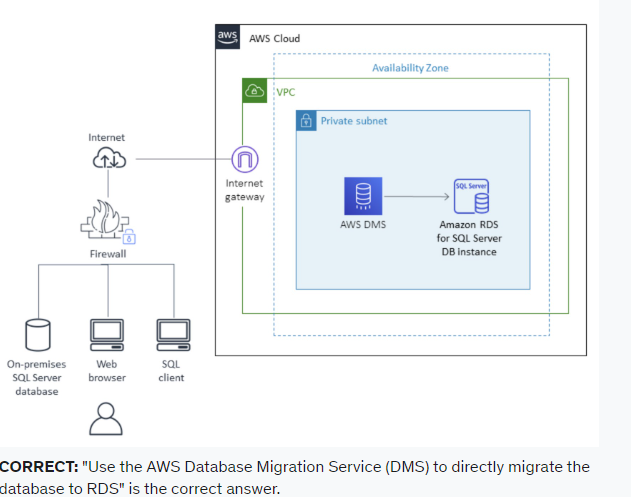 aws
AWS Cloud
Availability Zone
VPC
Private subnet
Internet
Internet
gateway
SQL Server
AWS DMS
Amazon RDS
for SQL Server
DB instance
Firewall
On-premises
SQL Server
database
Web
browser
SQL
client
CORRECT: "Use the AWS Database Migration Service (DMS) to directly migrate the
database to RDS" is the correct answer.